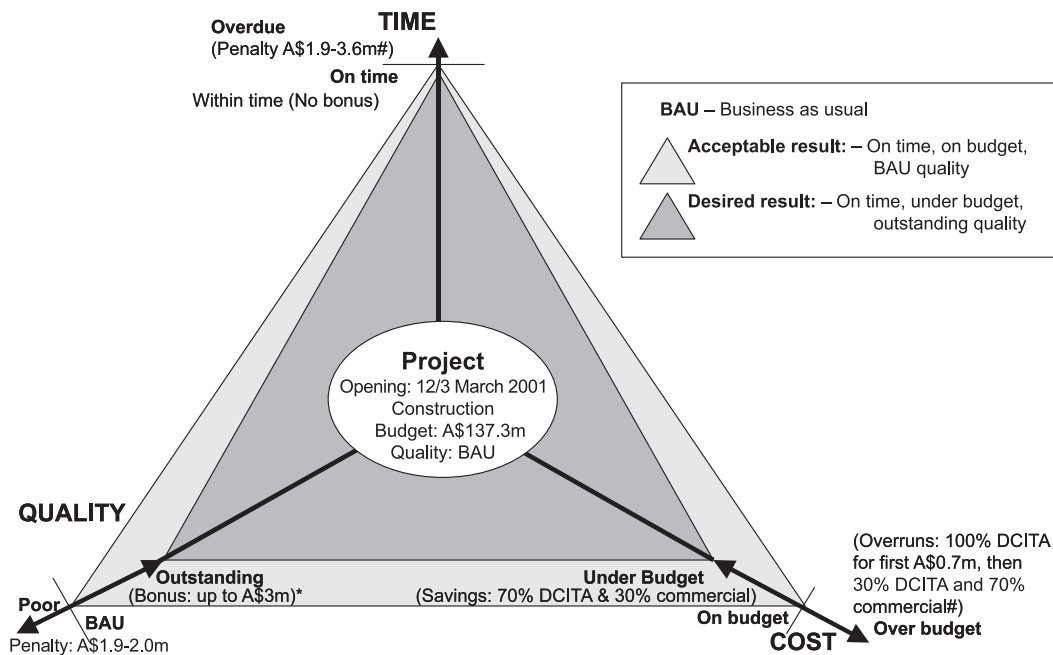 TIME
Overdue
(Penalty A$1.9-3.6m#)
On time
Within time (No bonus)
BAU – Business as usual
Acceptable result: – On time, on budget,
BAU quality
Desired result: – On time, under budget,
outstanding quality
Project
Opening: 12/3 March 2001
Construction
Budget: A$137.3m
Quality: BAU
QUALITY
Outstanding
(Bonus: up to A$3m)*
Poor
BAU
Penalty: A$1.9-2.0m
Under Budget
(Savings: 70% DCITA & 30% commercial)
On budget
COST
(Overruns: 100% DCITA
for first A$0.7m, then
30% DCITA and 70%
commercial#)
Over budget